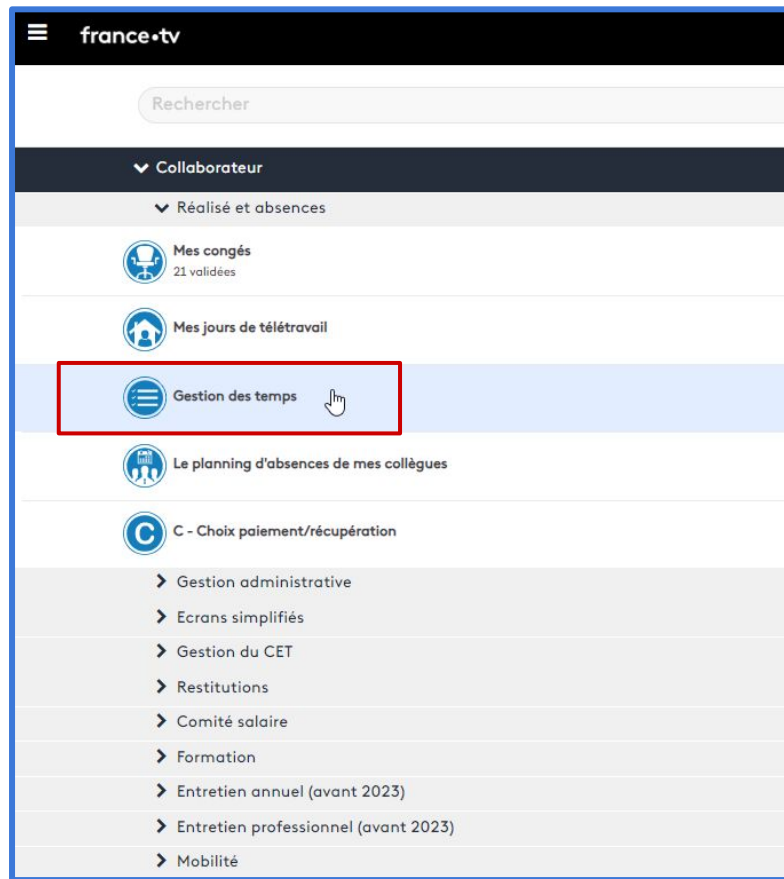 france•tv
Rechercher
Collaborateur
Réalisé et absences
Mes congés
21 validées
Mes jours de télétravail
Gestion des temps
Le planning d'absences de mes collègues
C
C - Choix paiement/récupération
Gestion administrative
Ecrans simplifiés
Gestion du CET
Restitutions
Comité salaire
Formation
Entretien annuel (avant 2023)
Entretien professionnel (avant 2023)
Mobilité